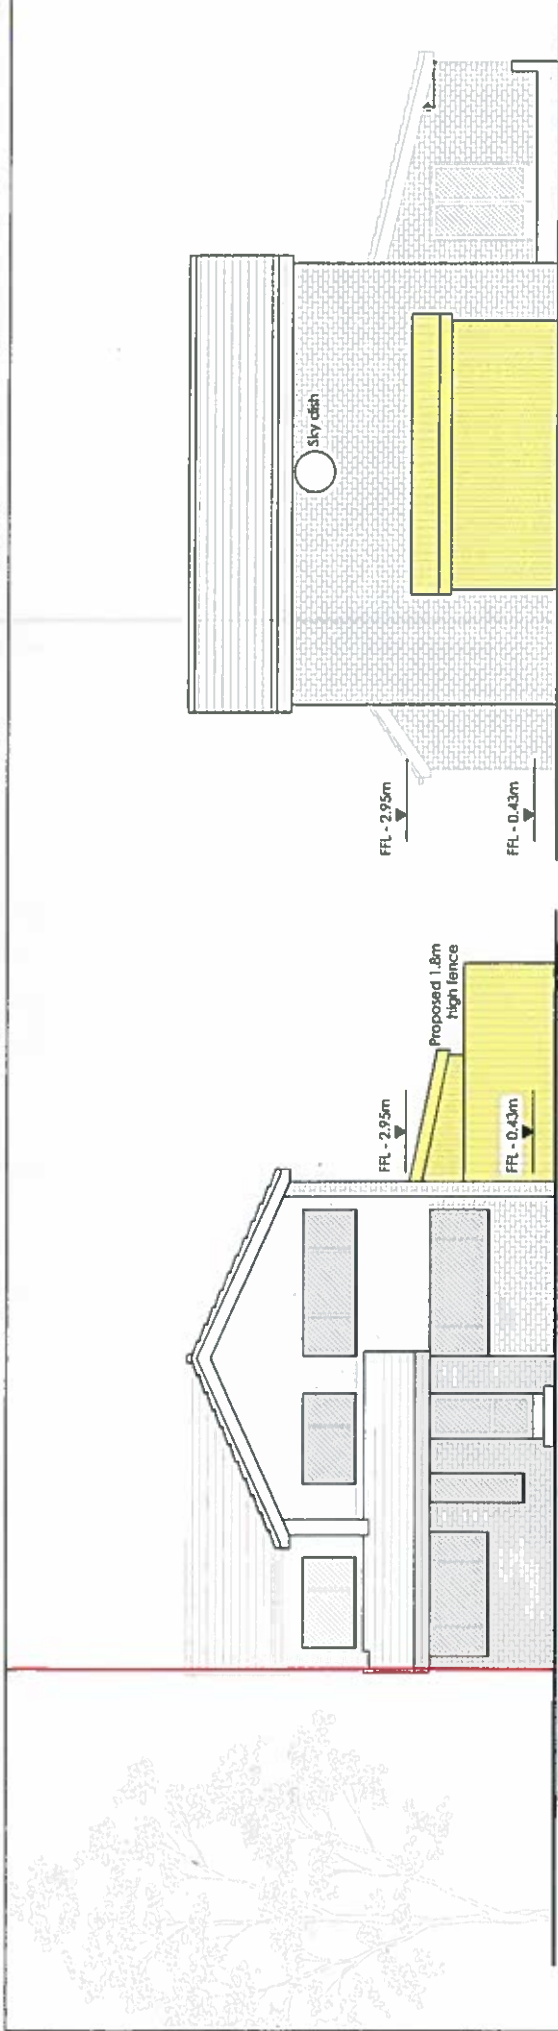 FFL - 2.95m
FFL - 0.43m
Proposed 1.8m
high fence
FFL - 2.95m
FFL - 0.43m
Sky dish